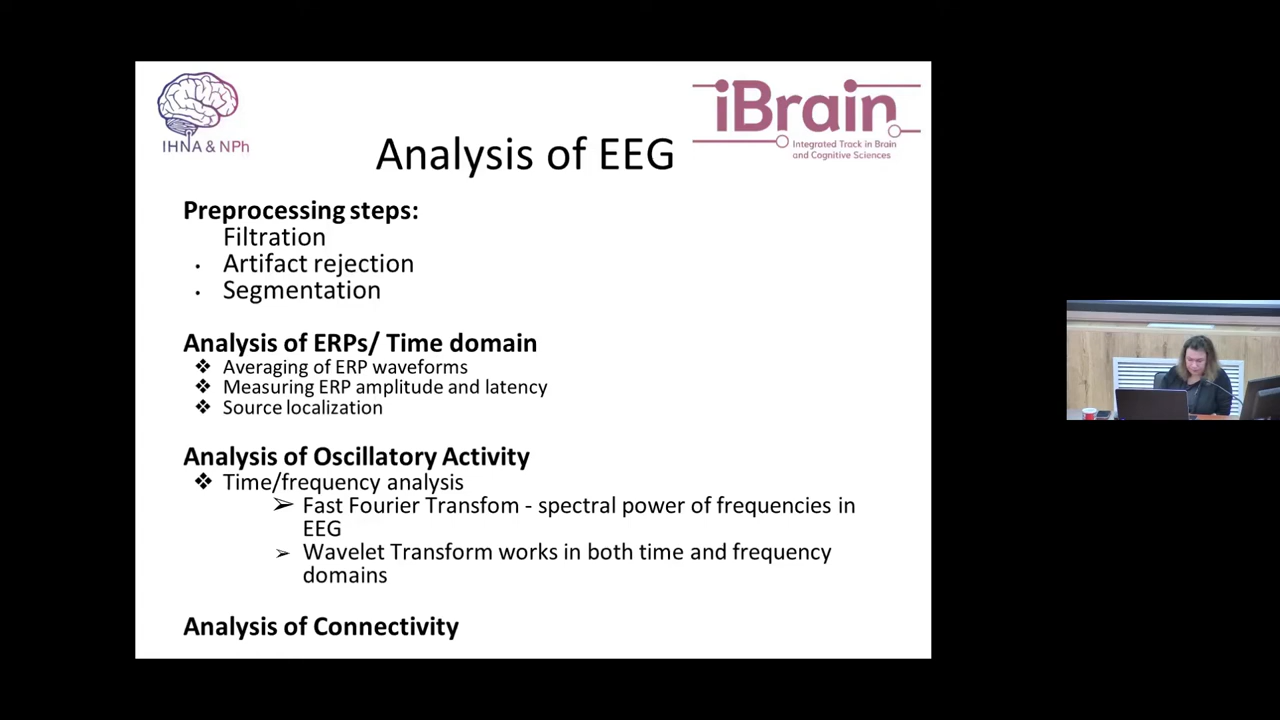 IHNA & NPh
iBrain
Integrated Track in Brain
and Cognitive Sciences
Analysis of EEG
Preprocessing steps:
Filtration
• Artifact rejection
• Segmentation
Analysis of ERPs/ Time domain
❖ Averaging of ERP waveforms
❖ Measuring ERP amplitude and latency
❖ Source localization
Analysis of Oscillatory Activity
❖ Time/frequency analysis
➢ Fast Fourier Transfom - spectral power of frequencies in
EEG
➢ Wavelet Transform works in both time and frequency
domains
Analysis of Connectivity